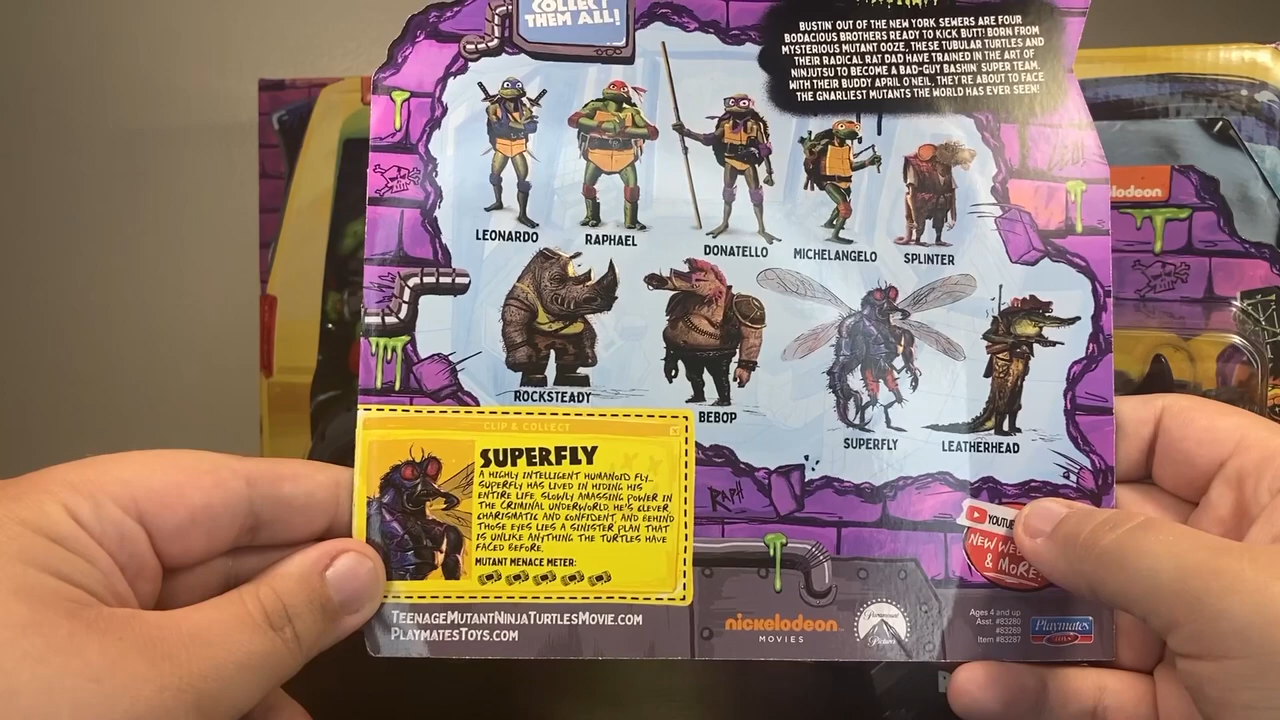 COLLECT
THEM ALL!
BUSTIN' OUT OF THE NEW YORK SEWERS ARE FOUR
BODACIOUS BROTHERS READY TO KICK BUTT! BORN FROM
MYSTERIOUS MUTANT OOZE, THESE TUBULAR TURTLES AND
THEIR RADICAL RAT DAD HAVE TRAINED IN THE ART OF
NINJUTSU TO BECOME A BAD-GUY BASHIN' SUPER TEAM.
WITH THEIR BUDDY APRIL O'NEIL, THEY'RE ABOUT TO FACE
THE GNARLIEST MUTANTS THE WORLD HAS EVER SEEN!
LEONARDO
RAPHAEL
DONATELLO
MICHELANGELO
SPLINTER
lodeon
ROCKSTEADY
BEBOP
SUPERFLY
LEATHERHEAD
CLIP & COLLECT
SUPERFLY
A HIGHLY INTELLIGENT HUMANOID FLY...
SUPERFLY HAS LIVED IN HIDING HIS
ENTIRE LIFE, SLOWLY AMASSING POWER IN
THE CRIMINAL UNDERWORLD. HE'S CLEVER,
CHARISMATIC AND CONFIDENT, AND BEHIND
THOSE EYES LIES A SINISTER PLAN THAT
IS UNLIKE ANYTHING THE TURTLES HAVE
FACED BEFORE.
MUTANT MENACE METER:
RAPH
YOUTU
NEW WE
& MORE
TEENAGEMUTANTNINJATURTLESMOVIE.COM
PLAYMATESTOYS.COM
nickelodeon
MOVIES
Paramount
Pictures
Ages 4 and up
Asst. #83280
#83269
Item #83287
Playmates
TOYS